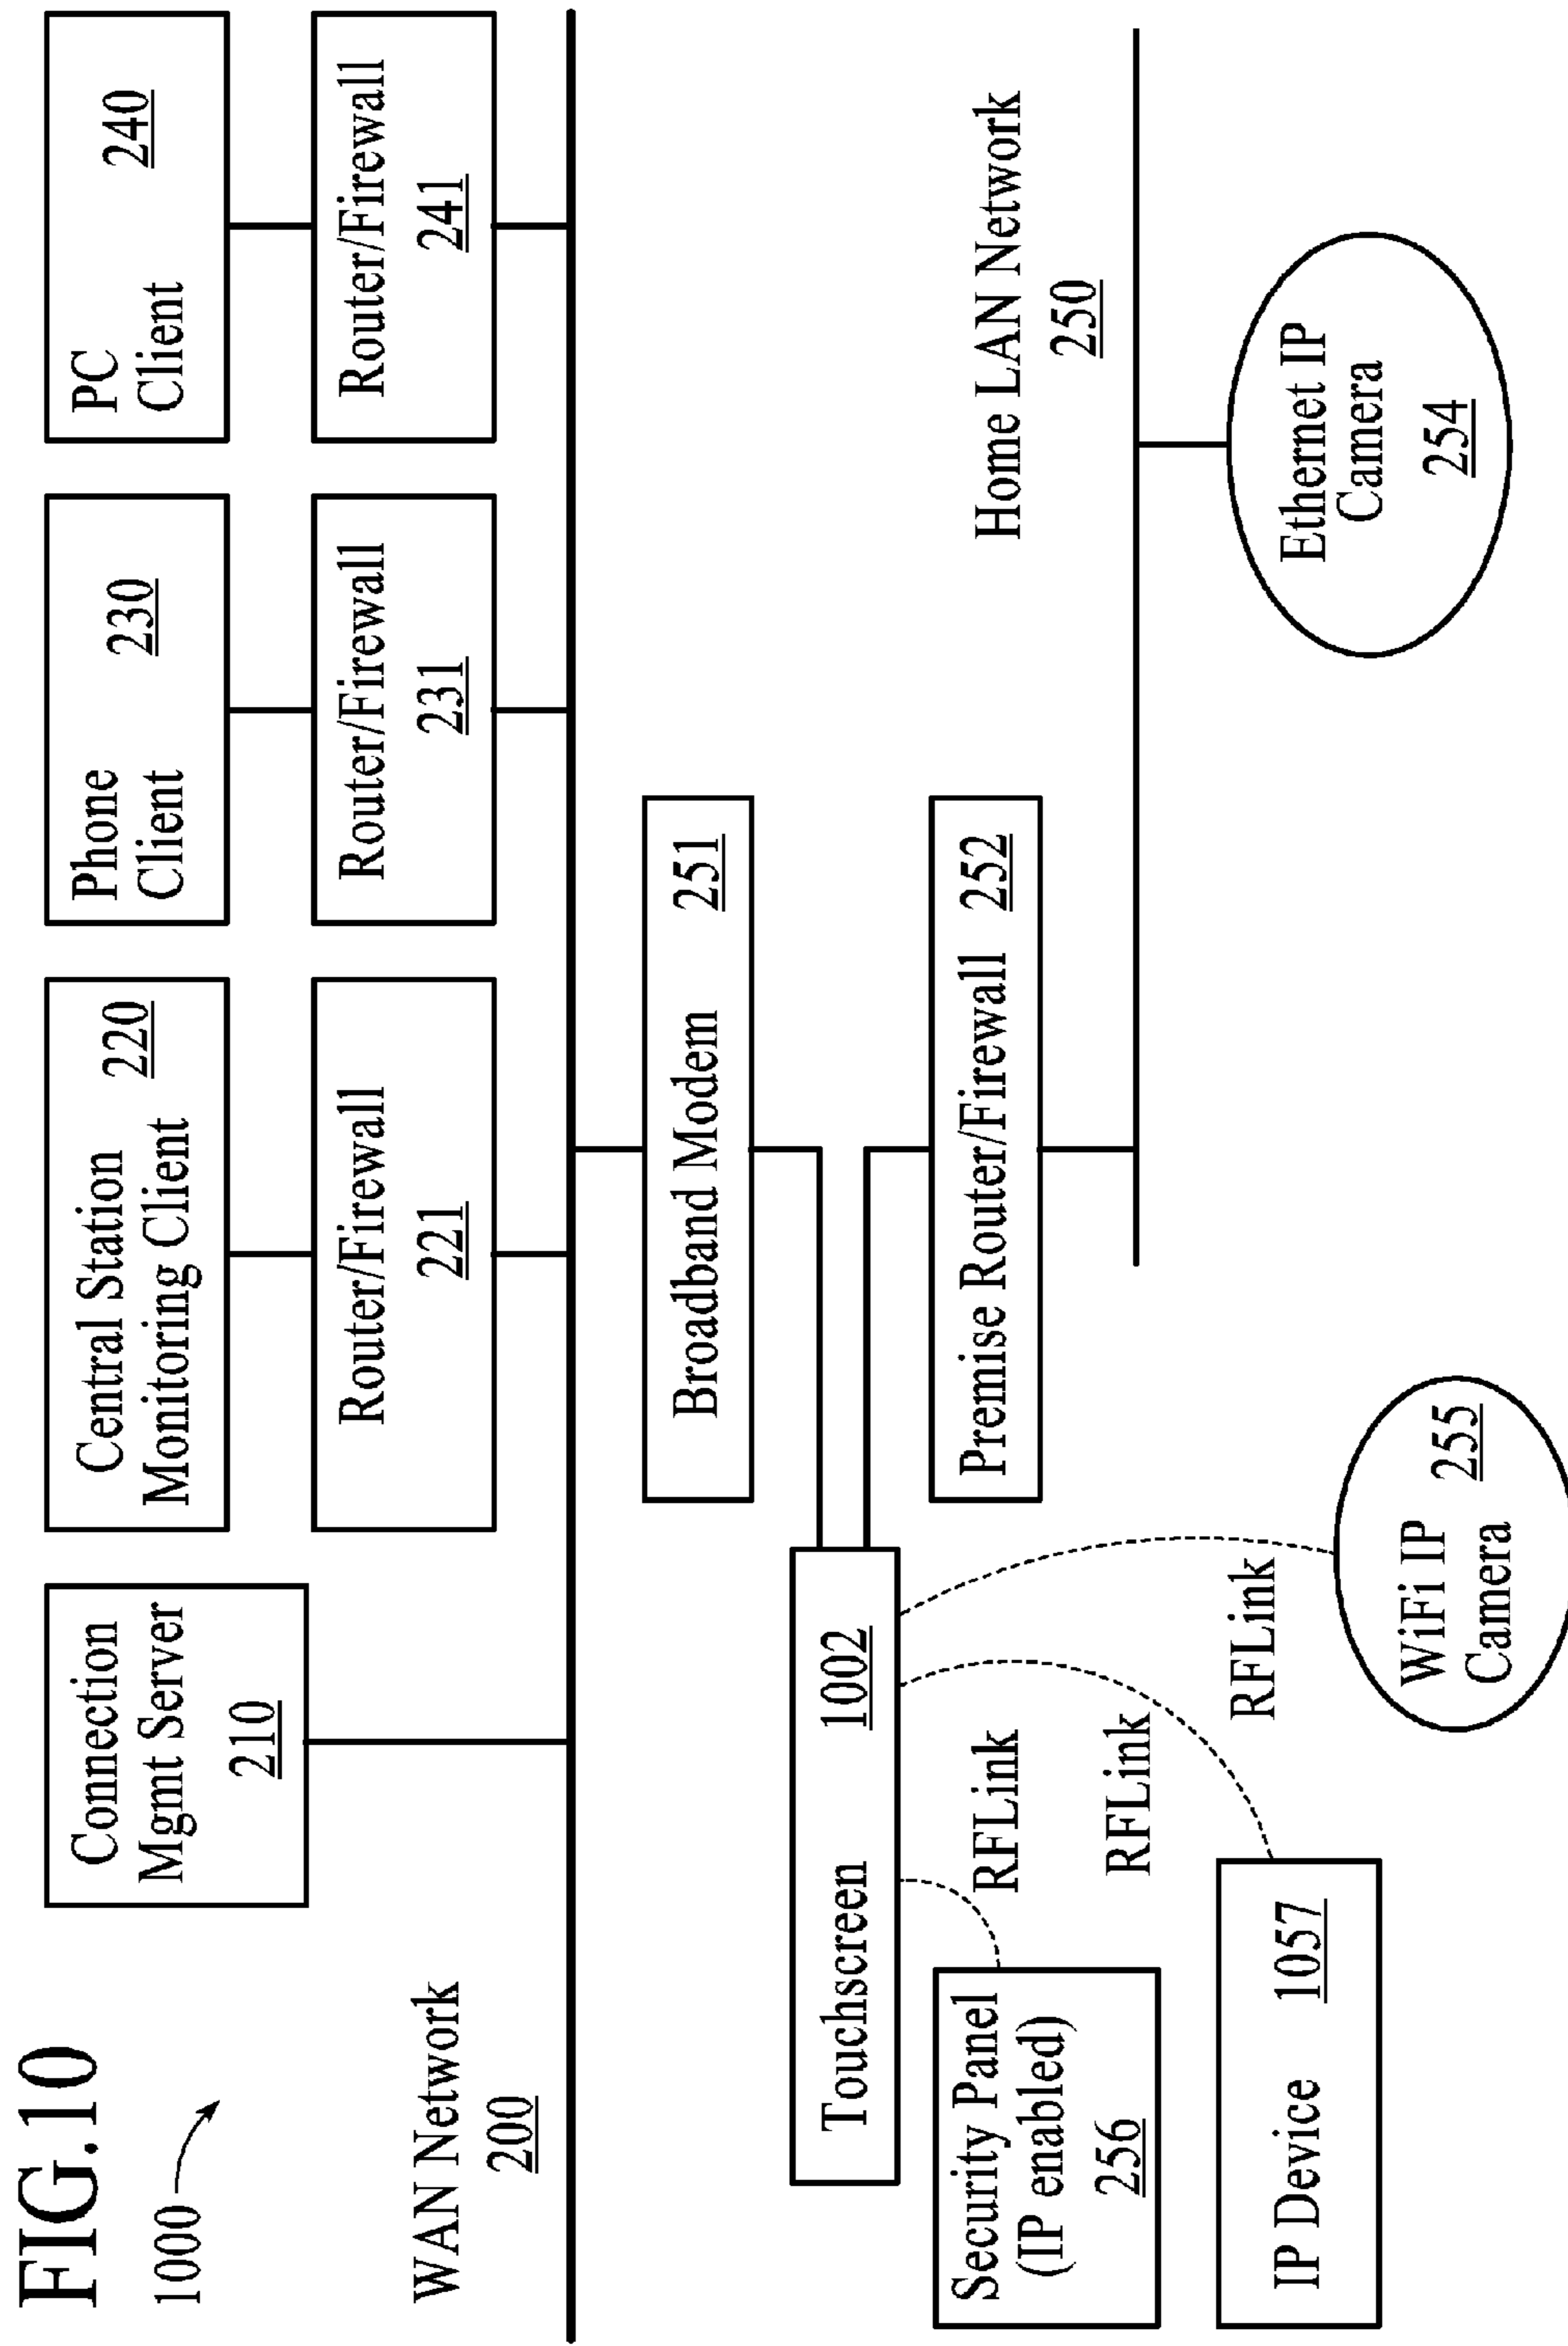 FIG.10
1000
Connection
Mgmt Server
210
Central Station
Monitoring Client
220
Phone
Client
230
PC
Client
240
Router/Firewall
221
Router/Firewall
231
Router/Firewall
241
WAN Network
200
Broadband Modem 251
Touchscreen 1002
Premise Router/Firewall 252
Home LAN Network
250
RFLink
RFLink
RFLink
Security Panel
(IP enabled)
256
IP Device 1057
WiFi IP
Camera
255
Ethernet IP
Camera
254